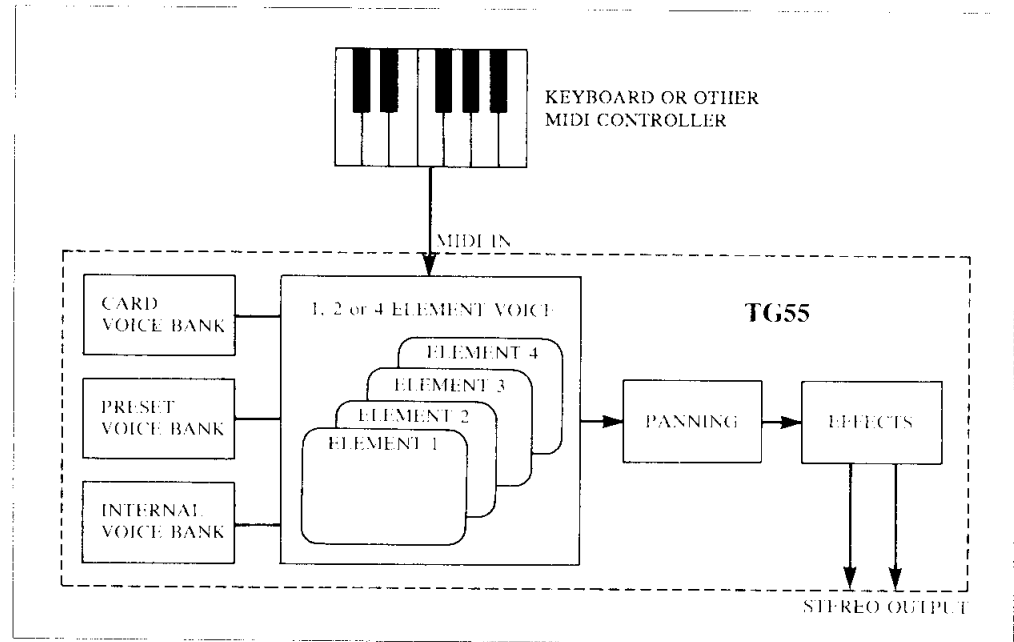 KEYBOARD OR OTHER
MIDI CONTROLLER
MIDI IN
CARD
VOICE BANK
PRESET
VOICE BANK
INTERNAL
VOICE BANK
1, 2 or 4 ELEMENT VOICE
ELEMENT 4
ELEMENT 3
ELEMENT 2
ELEMENT 1
TG55
PANNING
EFFECTS
STEREO OUTPUT